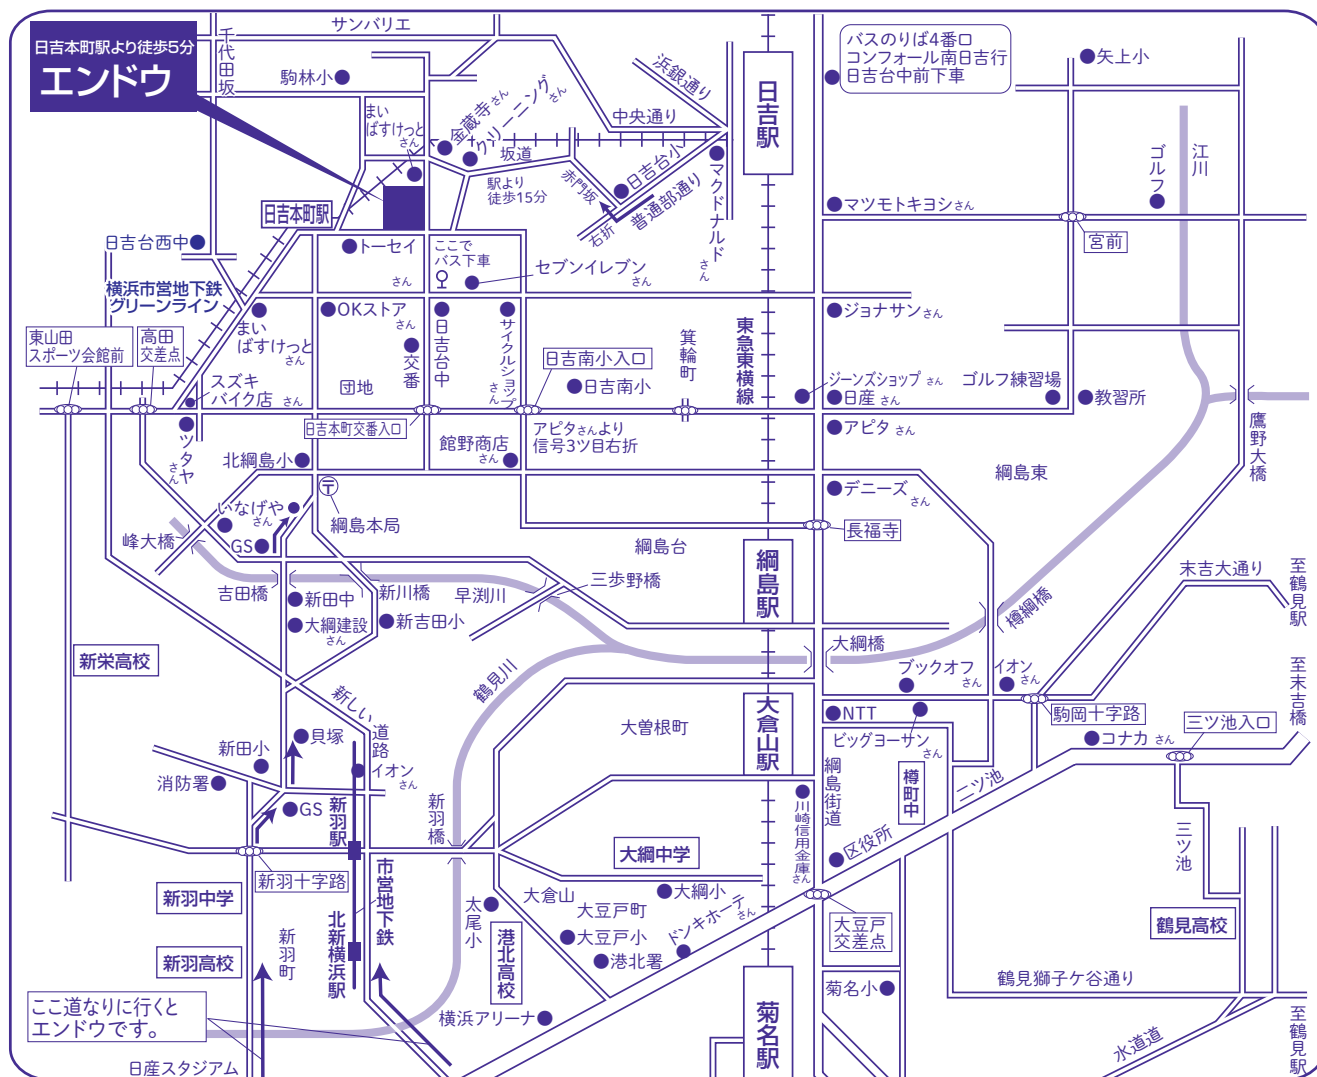 日吉本町駅より徒歩5分
エンドウ
千代田坂
サンバリエ
駒林小
まい
ばすけっと
さん
金蔵寺さん
クリーニングさん
坂道
駅より
徒歩15分
中央通り
浜銀通り
赤門坂
日吉台小
普通部通り
右折
マクドナルド
さん
日吉駅
バスのりば4番口
コンフォール南日吉行
日吉台中前下車
矢上小
ゴルフ
江川
マツモトキヨシさん
宮前
日吉本町駅
日吉台西中
トーセイ
さん
ここで
バス下車
セブンイレブン
さん
横浜市営地下鉄
グリーンライン
まい
ばすけっと
さん
OKストア
さん
交番
日吉台中
サイクルショップ
さん
日吉南小入口
日吉南小
箕輪町
東急東横線
ジョナサンさん
ジーンズショップさん
日産さん
アピタさん
ゴルフ練習場
教習所
鷹野大橋
東山田
スポーツ会館前
高田
交差点
スズキ
バイク店さん
団地
日吉本町交番入口
アピタさんより
信号3ツ目右折
館野商店
さん
ツタヤ
さん
北綱島小
〒
綱島本局
いなげや
さん
GS
峰大橋
吉田橋
新田中
大綱建設
さん
新川橋
新吉田小
早渕川
三歩野橋
綱島台
綱島駅
デニーズさん
長福寺
綱島東
末吉大通り
至鶴見駅
樽綱橋
大綱橋
ブックオフ
さん
イオン
さん
至末吉橋
駒岡十字路
三ツ池入口
コナカさん
NTT
ビッグヨーサン
さん
大倉山駅
大曽根町
鶴見川
新栄高校
新しい道路
貝塚
イオン
さん
新田小
消防署
GS
新羽駅
新羽橋
綱島街道
樽町中
二ツ池
川崎信用金庫
さん
区役所
三ツ池
大綱中学
新羽十字路
新羽中学
市営地下鉄
大倉山
大綱小
大豆戸町
大豆戸小
ドンキホーテさん
港北署
大豆戸
交差点
鶴見高校
新羽高校
新羽町
北新横浜駅
太尾小
港北高校
菊名小
鶴見獅子ケ谷通り
菊名駅
横浜アリーナ
ここ道なりに行くと
エンドウです。
日産スタジアム
水道道
至鶴見駅